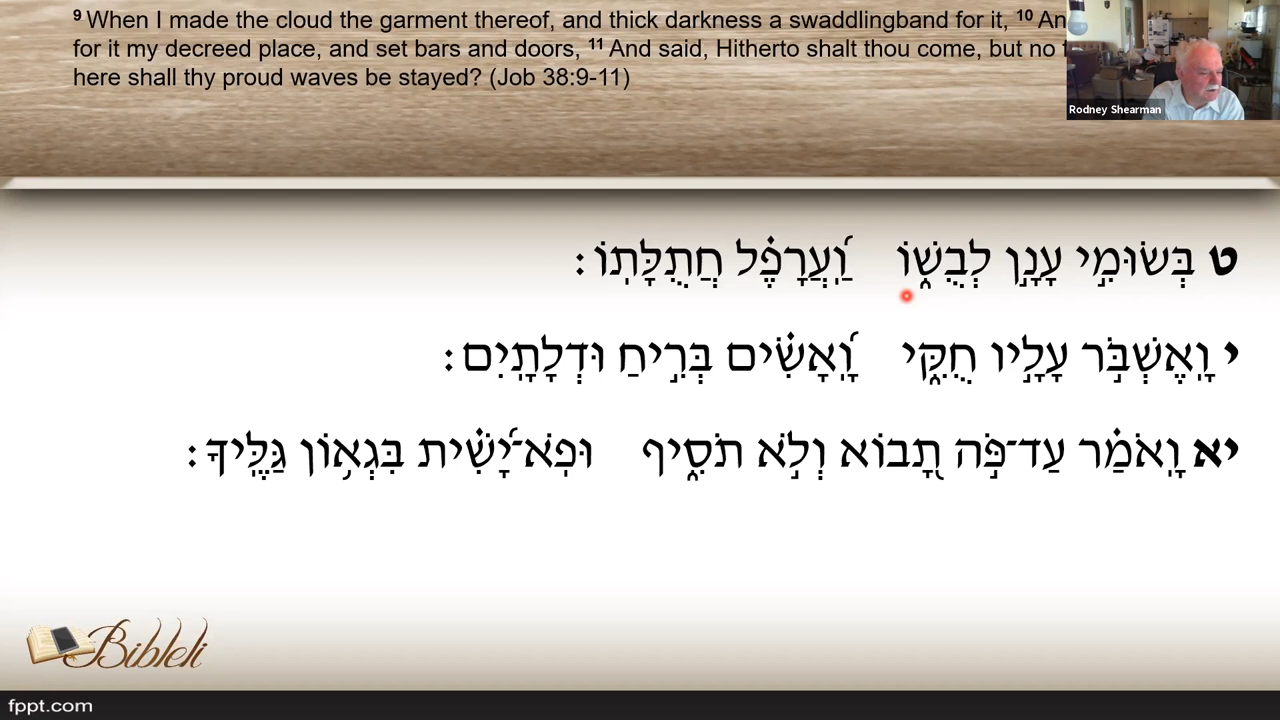 ⁹ When I made the cloud the garment thereof, and thick darkness a swaddlingband for it, ¹⁰
for it my decreed place, and set bars and doors, ¹¹ And said, Hitherto shalt thou come, but no
here shall thy proud waves be stayed? (Job 38:9-11)
Rodney Shearman
ט בְּשׂוּמִ֣י עָנָ֣ן לְבֻשׁ֑וֹ וַ֝עֲרָפֶ֗ל חֲתֻלָּתֽוֹ׃
י וָאֶשְׁבֹּ֣ר עָלָ֣יו חֻקִּ֑י וָ֝אָשִׂ֗ים בְּרִ֣יחַ וּדְלָתָֽיִם׃
יא וָאֹמַ֗ר עַד־פֹּ֣ה תָ֭בוֹא וְלֹ֣א תֹסִ֑יף וּפֹ֥א־יָ֝שִׁ֗ית בִּגְא֥וֹן גַּלֶּֽיךָ׃
Bibleli
fppt.com